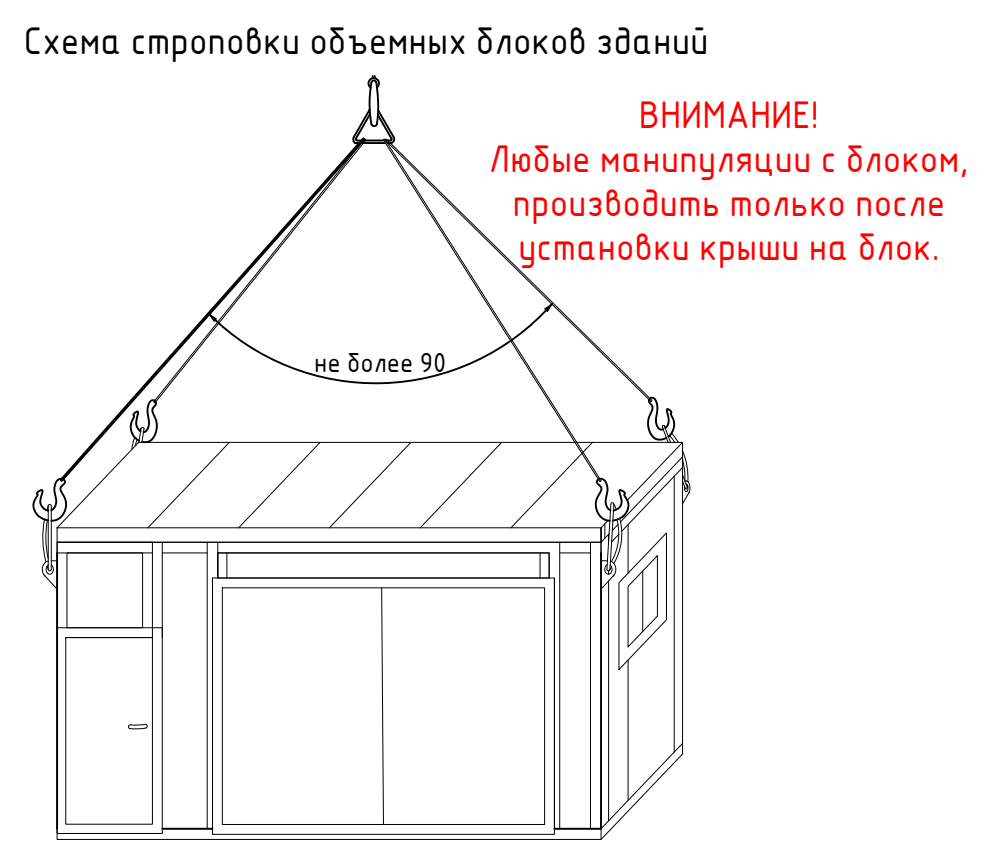 Схема строповки объемных блоков зданий
ВНИМАНИЕ!
Любые манипуляции с блоком,
производить только после
установки крыши на блок.
не более 90